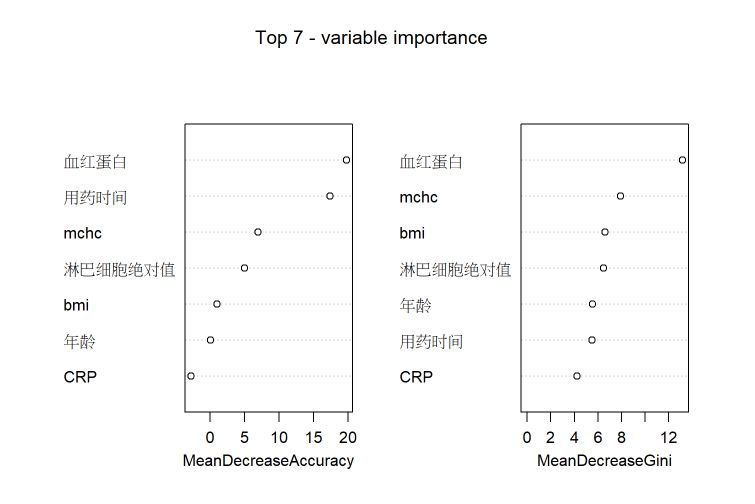 Top 7 - variable importance
血红蛋白
用药时间
mchc
淋巴细胞绝对值
bmi
年龄
CRP
0 5 10 15 20
MeanDecreaseAccuracy
血红蛋白
mchc
bmi
淋巴细胞绝对值
年龄
用药时间
CRP
0 2 4 6 8 12
MeanDecreaseGini